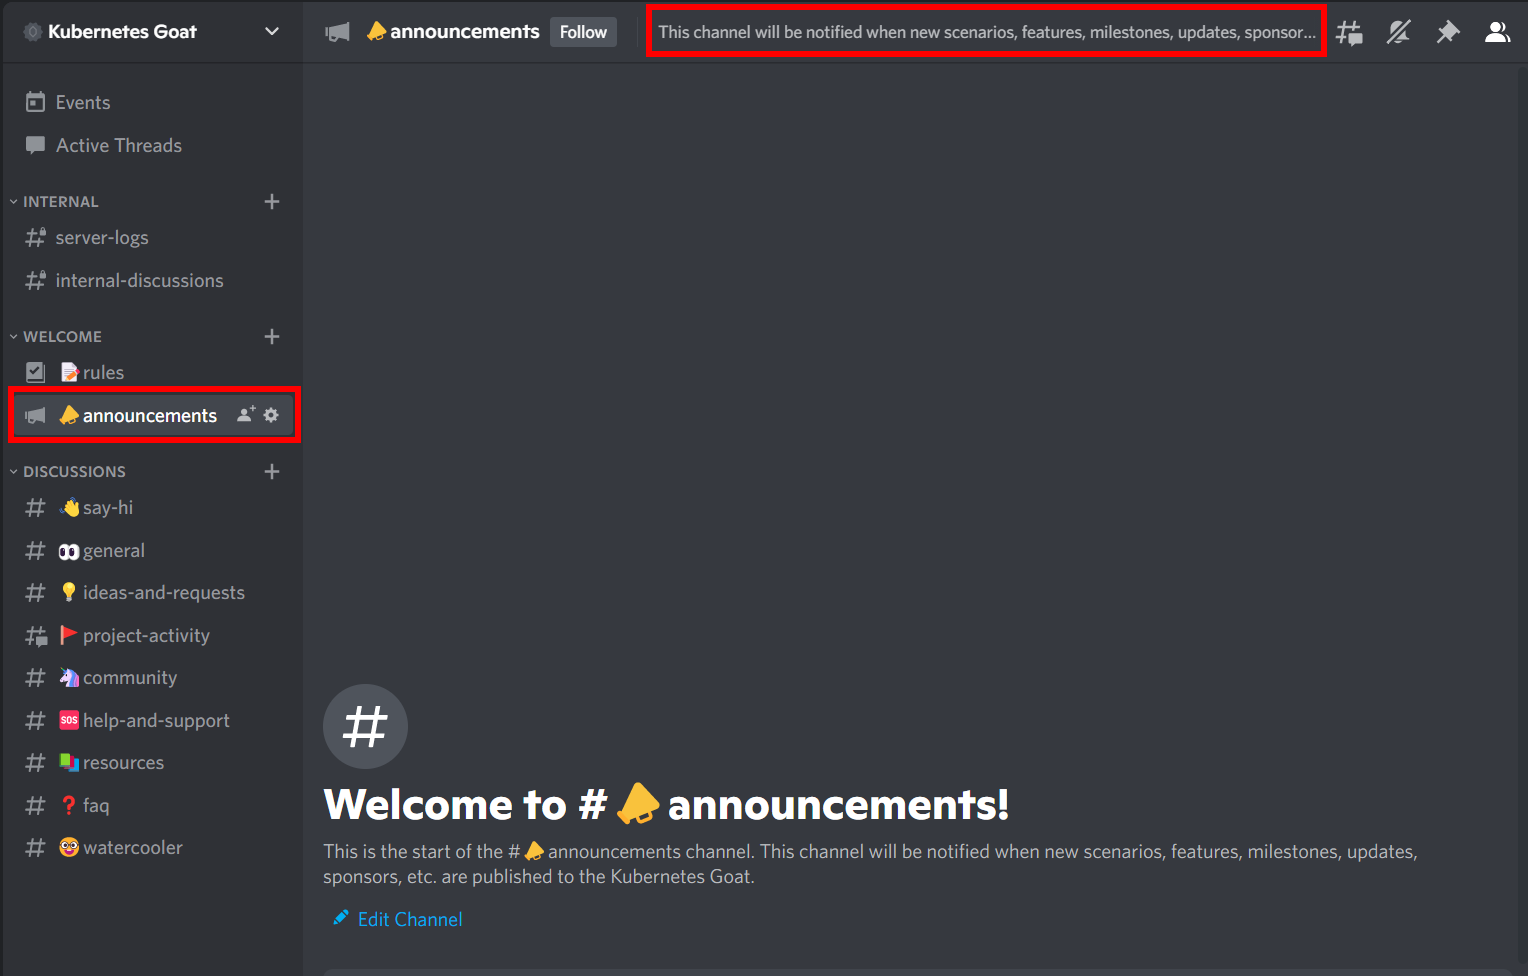 Kubernetes Goat
Events
Active Threads
INTERNAL
server-logs
internal-discussions
WELCOME
📝rules
📣announcements
DISCUSSIONS
👋say-hi
👀general
💡ideas-and-requests
🚩project-activity
🦄community
🆘help-and-support
📚resources
❓faq
🤓watercooler
📣announcements Follow This channel will be notified when new scenarios, features, milestones, updates, sponsor...
#
Welcome to #📣announcements!
This is the start of the #📣announcements channel. This channel will be notified when new scenarios, features, milestones, updates,
sponsors, etc. are published to the Kubernetes Goat.
Edit Channel